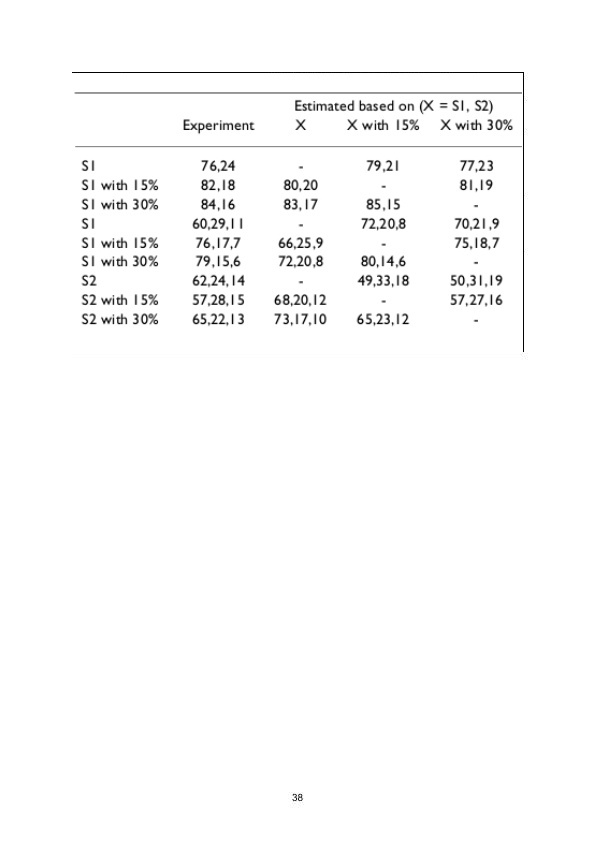 Estimated based on (X = S1, S2)
Experiment X X with 15% X with 30%
S1 76,24 - 79,21 77,23
S1 with 15% 82,18 80,20 - 81,19
S1 with 30% 84,16 83,17 85,15 -
S1 60,29,11 - 72,20,8 70,21,9
S1 with 15% 76,17,7 66,25,9 - 75,18,7
S1 with 30% 79,15,6 72,20,8 80,14,6 -
S2 62,24,14 - 49,33,18 50,31,19
S2 with 15% 57,28,15 68,20,12 - 57,27,16
S2 with 30% 65,22,13 73,17,10 65,23,12 -
38